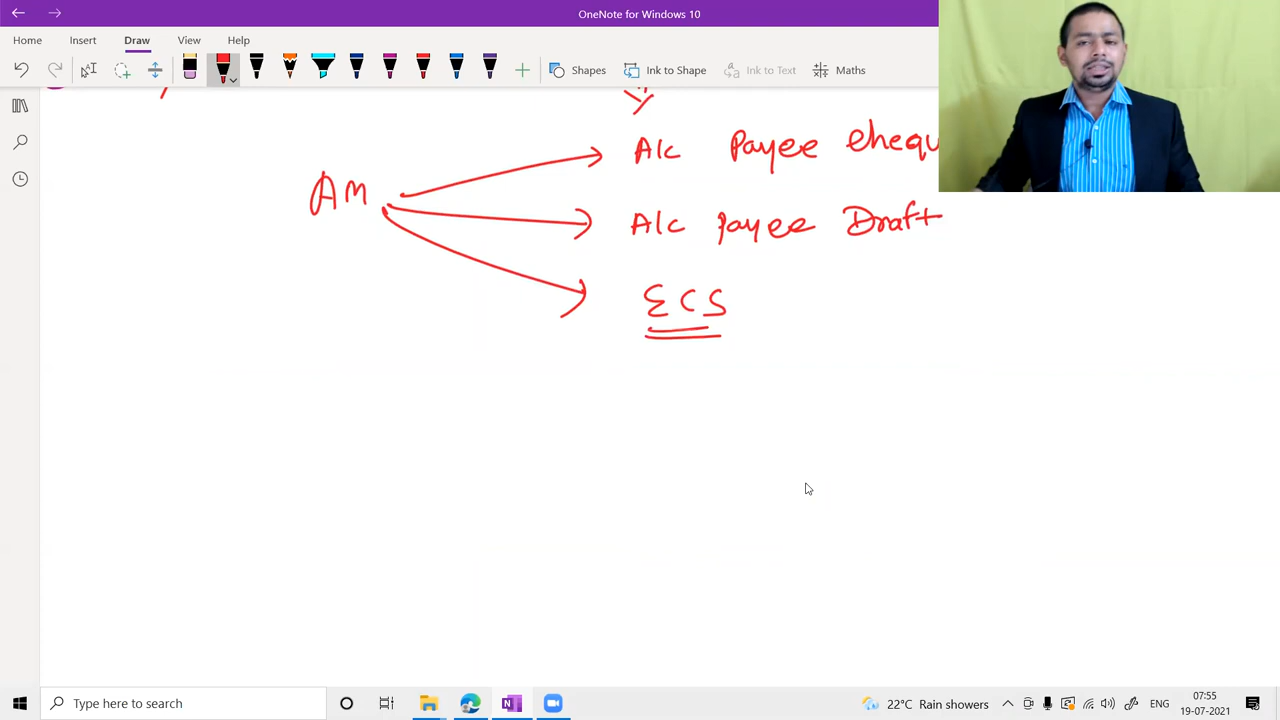 OneNote for Windows 10
Home Insert Draw View Help
Shapes Ink to Shape Ink to Text Maths
A/c Payee chequ
AM
A/c payee Draft
ECS
Type here to search
22°C Rain showers
ENG
07:55
19-07-2021